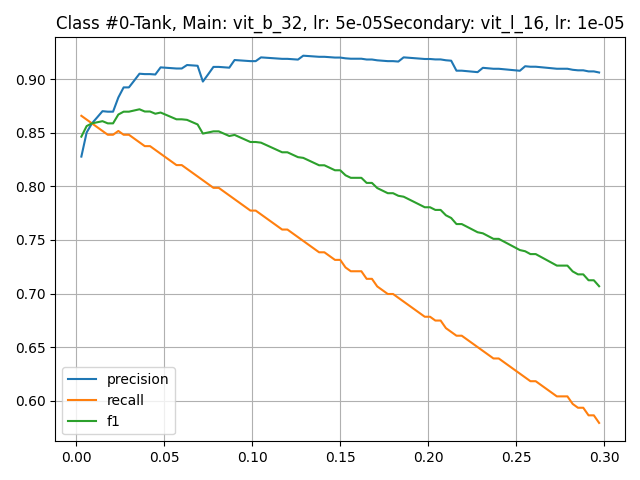 Class #0-Tank, Main: vit_b_32, lr: 5e-05Secondary: vit_l_16, lr: 1e-05
0.90
0.85
0.80
0.75
0.70
0.65
0.60
precision
recall
f1
0.00 0.05 0.10 0.15 0.20 0.25 0.30